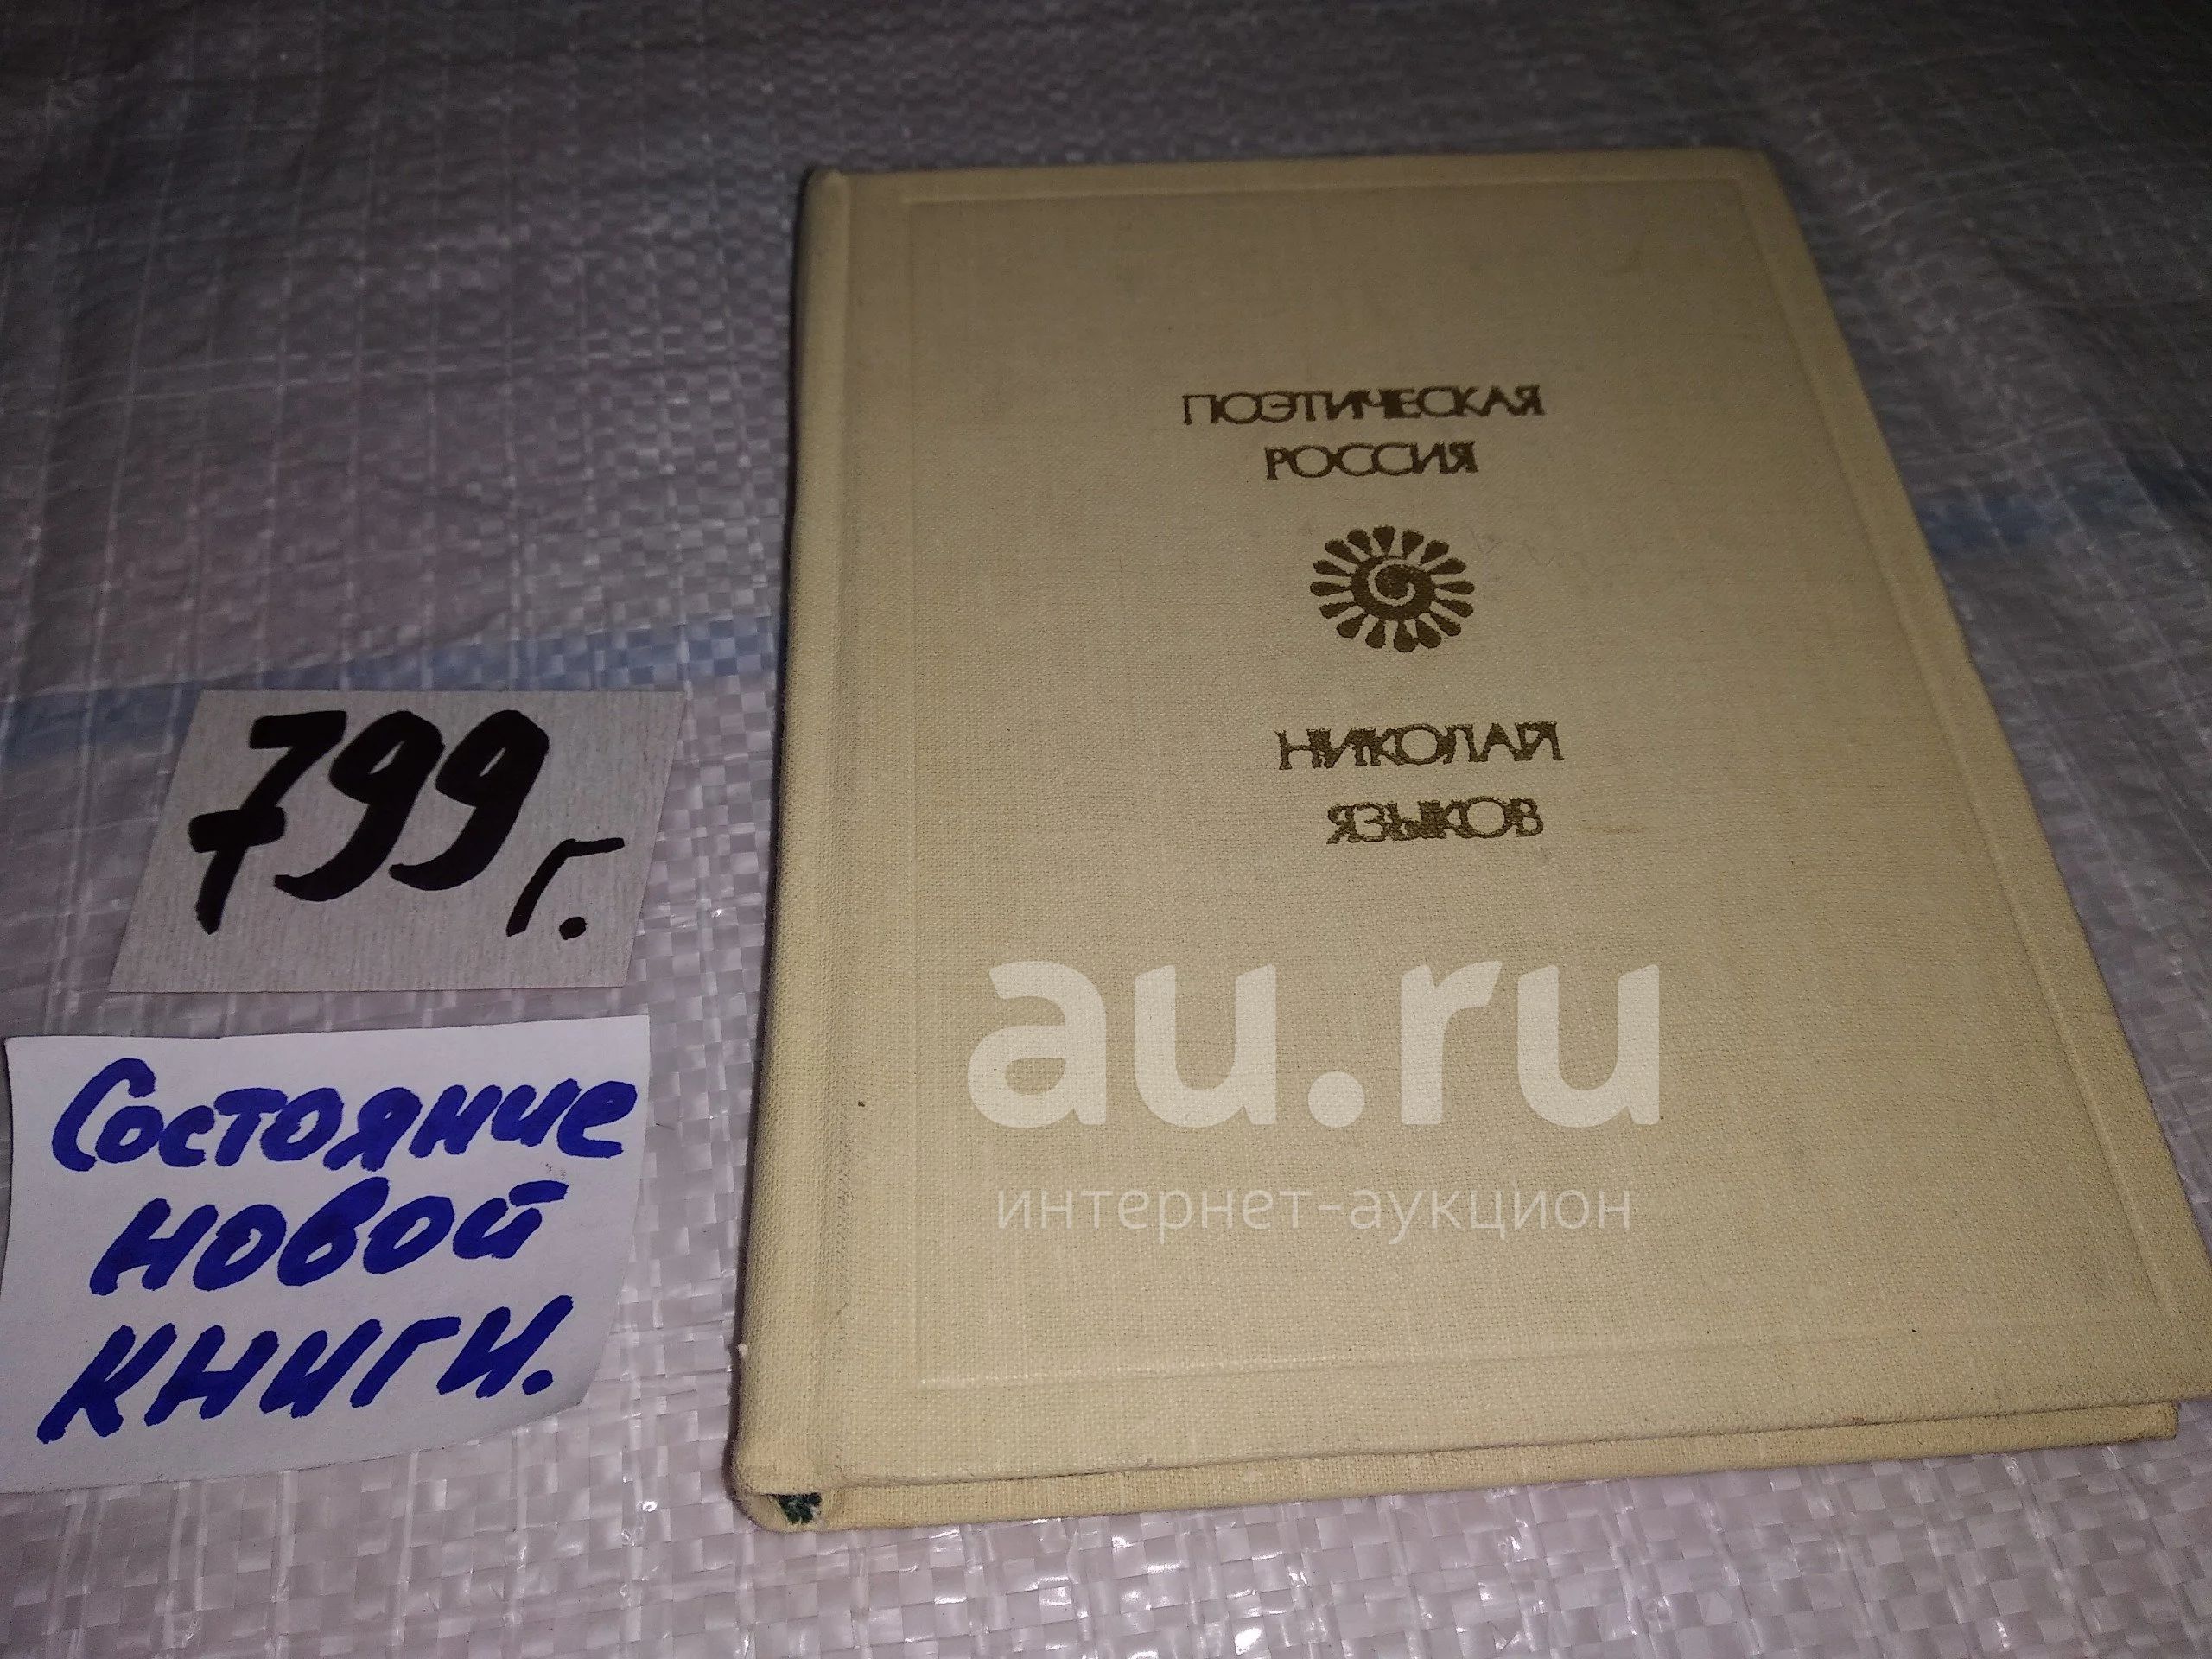 ПОЭТИЧЕСКАЯ
РОССИЯ
НИКОЛАЙ
ЯЗЫКОВ
799 г.
Состояние
новой
книги.
au.ru
интернет-аукцион